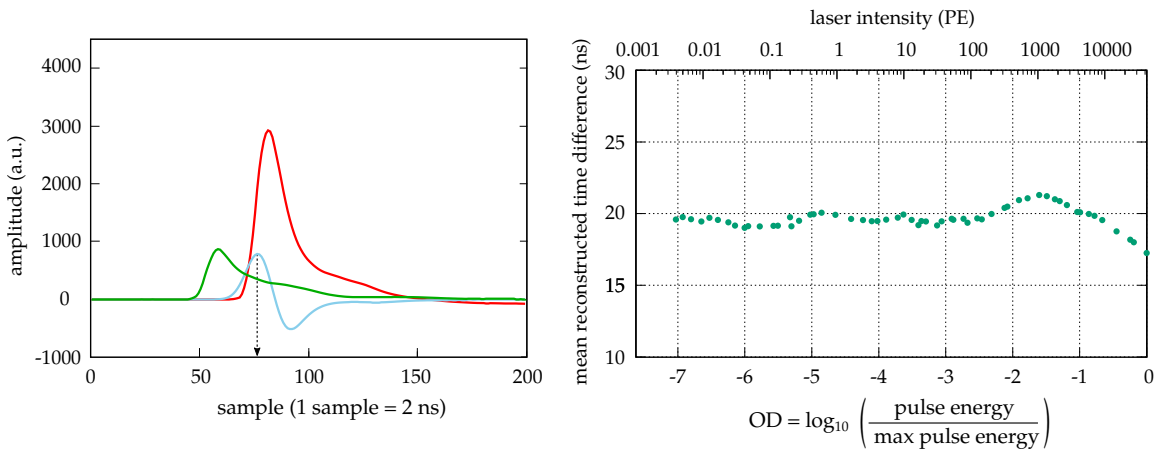 amplitude (a.u.)
4000
3000
2000
1000
0
-1000
0 50 100 150 200
sample (1 sample = 2 ns)
laser intensity (PE)
0.001 0.01 0.1 1 10 100 1000 10000
mean reconstructed time difference (ns)
30
25
20
15
10
-7 -6 -5 -4 -3 -2 -1 0
OD = log₁₀ ( pulse energy / max pulse energy )